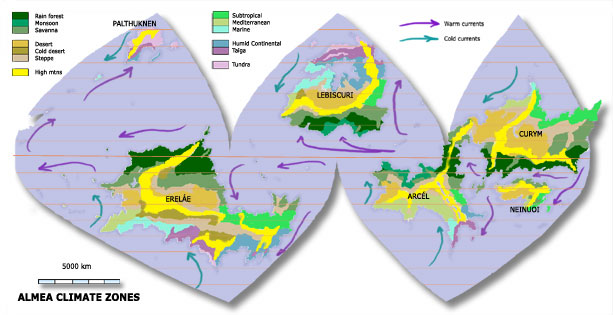 Rain forest
Monsoon
Savanna
Desert
Cold desert
Steppe
High mtns
PALTHUKNEN
Subtropical
Mediterranean
Marine
Humid Continental
Taiga
Tundra
Warm currents
Cold currents
LEBISCURI
CURYM
ERELÁE
ARCÉL
NEINUOI
5000 km
ALMEA CLIMATE ZONES